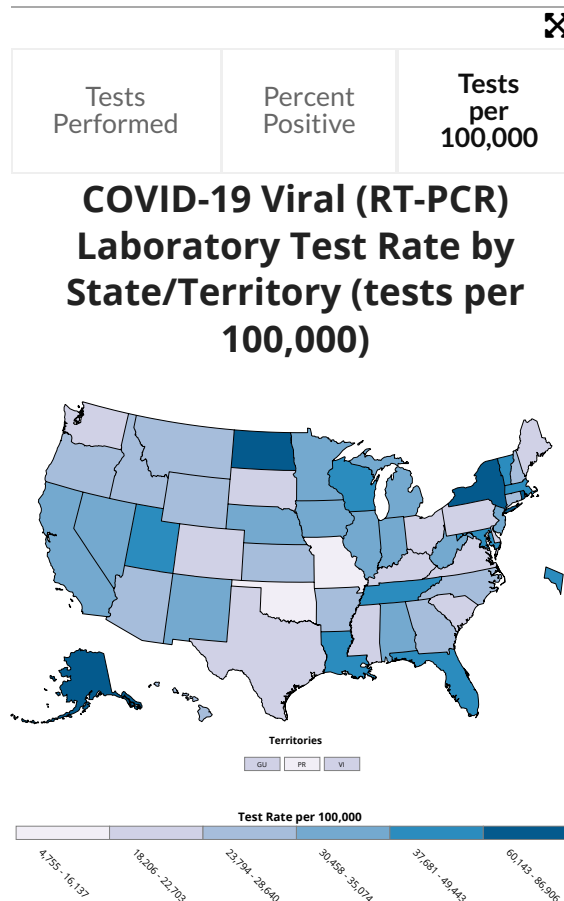 Tests
Performed
Percent
Positive
Tests
per
100,000
COVID-19 Viral (RT-PCR)
Laboratory Test Rate by
State/Territory (tests per
100,000)
Territories
GU
PR
VI
Test Rate per 100,000
4,755 - 16,137
18,206 - 22,703
23,794 - 28,640
30,458 - 35,074
37,681 - 49,443
60,143 - 86,906